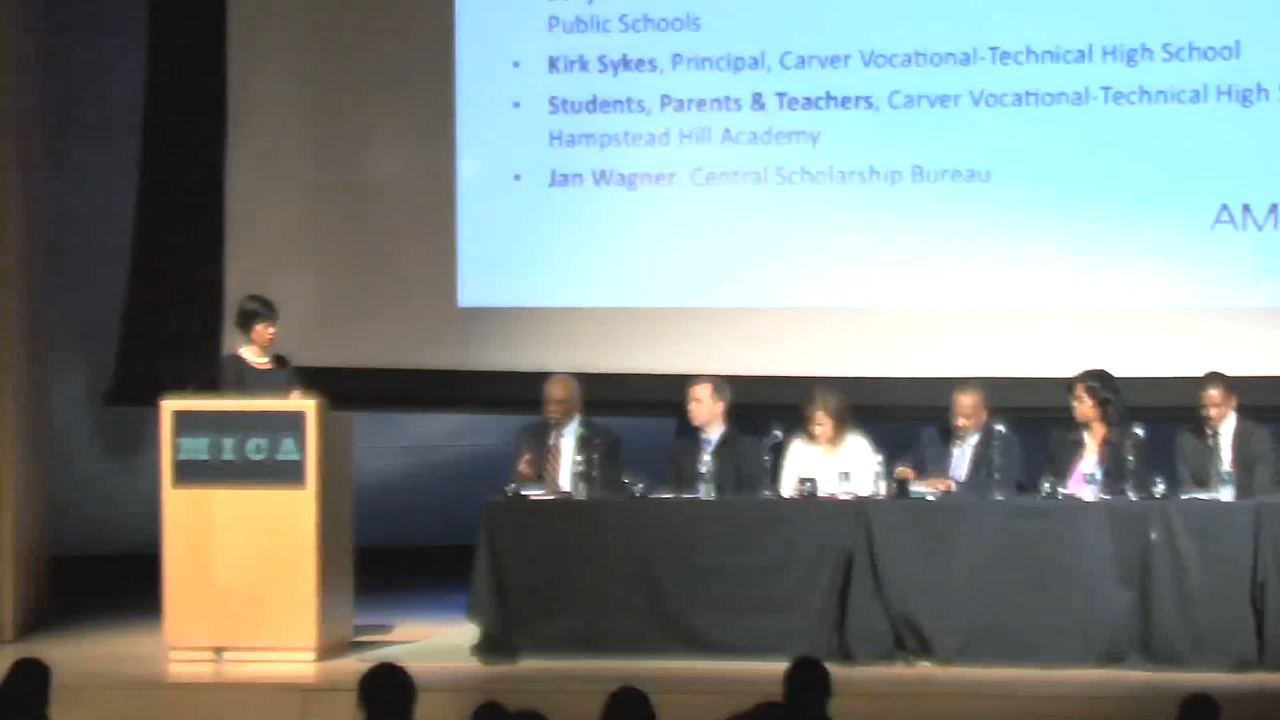 Public Schools
• Kirk Sykes, Principal, Carver Vocational-Technical High School
• Students, Parents & Teachers, Carver Vocational-Technical High
Hampstead Hill Academy
• Jan Wagner, Central Scholarship Bureau
AM
MICA